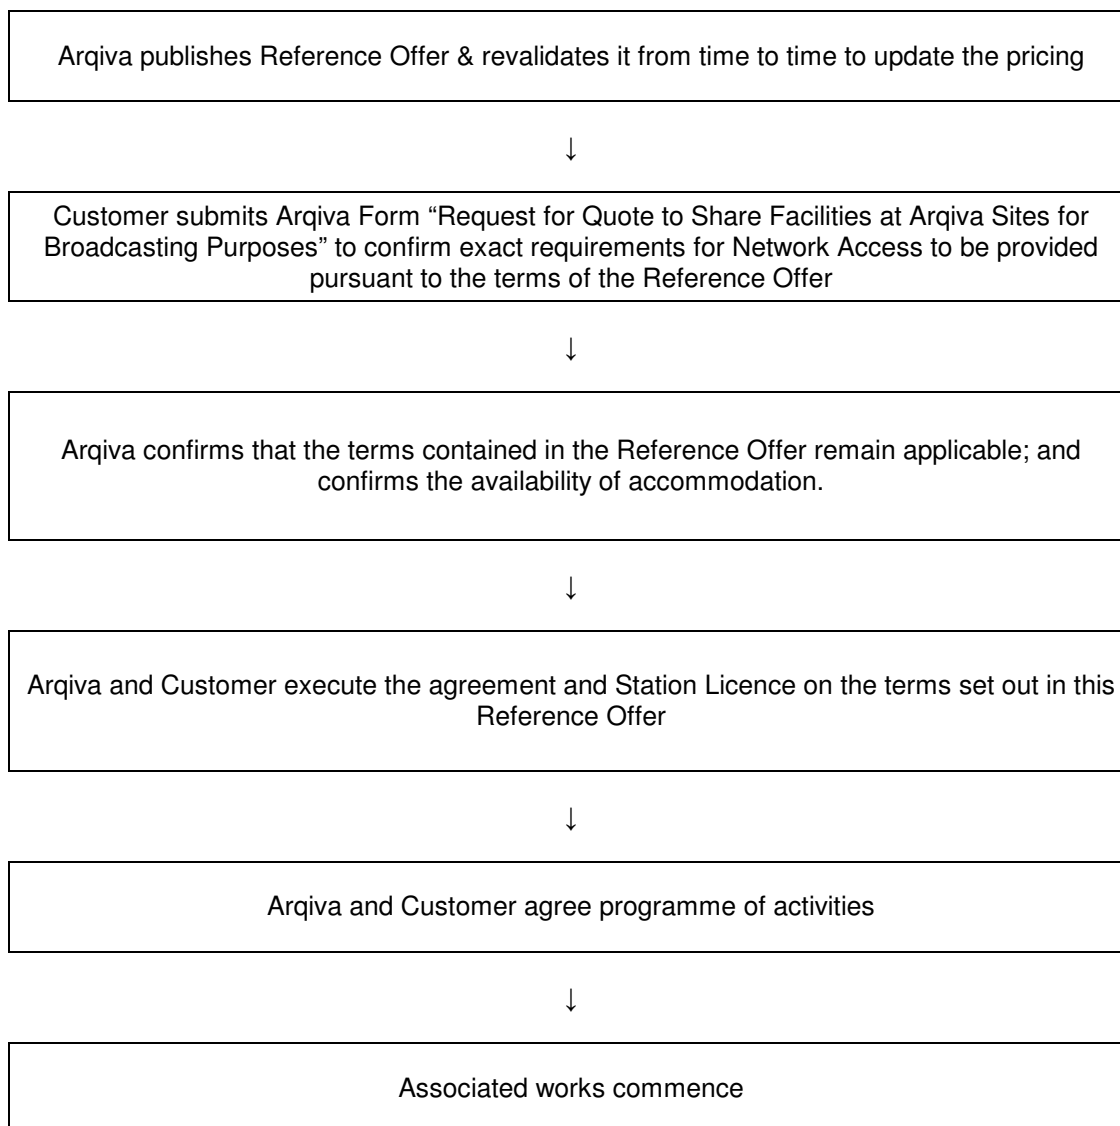 Arqiva publishes Reference Offer & revalidates it from time to time to update the pricing
↓
Customer submits Arqiva Form “Request for Quote to Share Facilities at Arqiva Sites for
Broadcasting Purposes” to confirm exact requirements for Network Access to be provided
pursuant to the terms of the Reference Offer
↓
Arqiva confirms that the terms contained in the Reference Offer remain applicable; and
confirms the availability of accommodation.
↓
Arqiva and Customer execute the agreement and Station Licence on the terms set out in this
Reference Offer
↓
Arqiva and Customer agree programme of activities
↓
Associated works commence